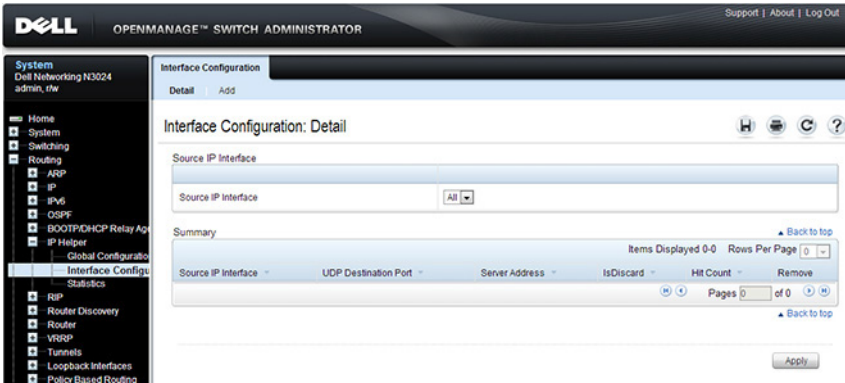 Support | About | Log Out
DELL OPENMANAGE™ SWITCH ADMINISTRATOR
System
Dell Networking N3024
admin, r/w
Home
System
Switching
Routing
ARP
IP
IPv6
OSPF
BOOTP/DHCP Relay Age
IP Helper
Global Configuratio
Interface Configu
Statistics
RIP
Router Discovery
Router
VRRP
Tunnels
Loopback Interfaces
Policy Based Routing
Interface Configuration
Detail Add
Interface Configuration: Detail
Source IP Interface
Source IP Interface All
Summary
Back to top
Items Displayed 0-0 Rows Per Page 0
Source IP Interface UDP Destination Port Server Address IsDiscard Hit Count Remove
Pages 0 of 0
Back to top
Apply